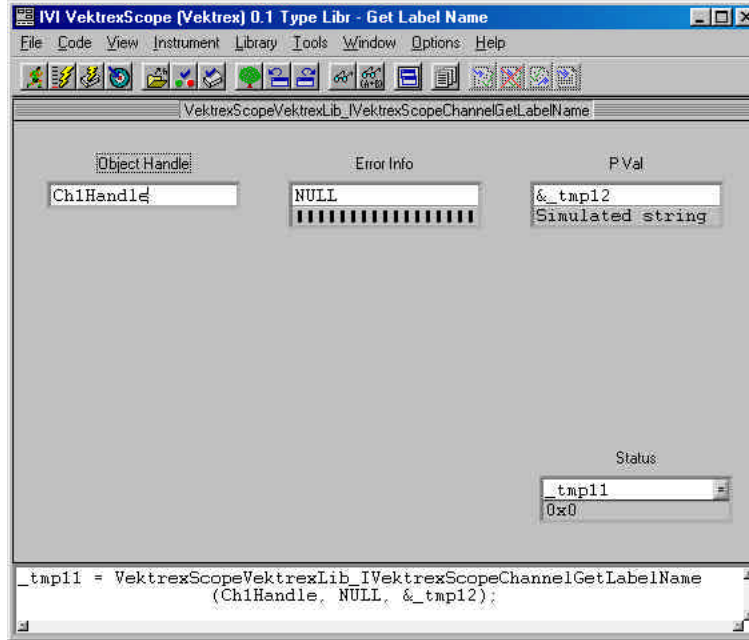 IVI VektrexScope (Vektrex) 0.1 Type Libr - Get Label Name
File Code View Instrument Library Tools Window Options Help
VektrexScopeVektrexLib_IVektrexScopeChannelGetLabelName
Object Handle Error Info P Val
Ch1Handle NULL &_tmp12
Simulated string
Status
_tmp11
0x0
_tmp11 = VektrexScopeVektrexLib_IVektrexScopeChannelGetLabelName
(Ch1Handle, NULL, &_tmp12);